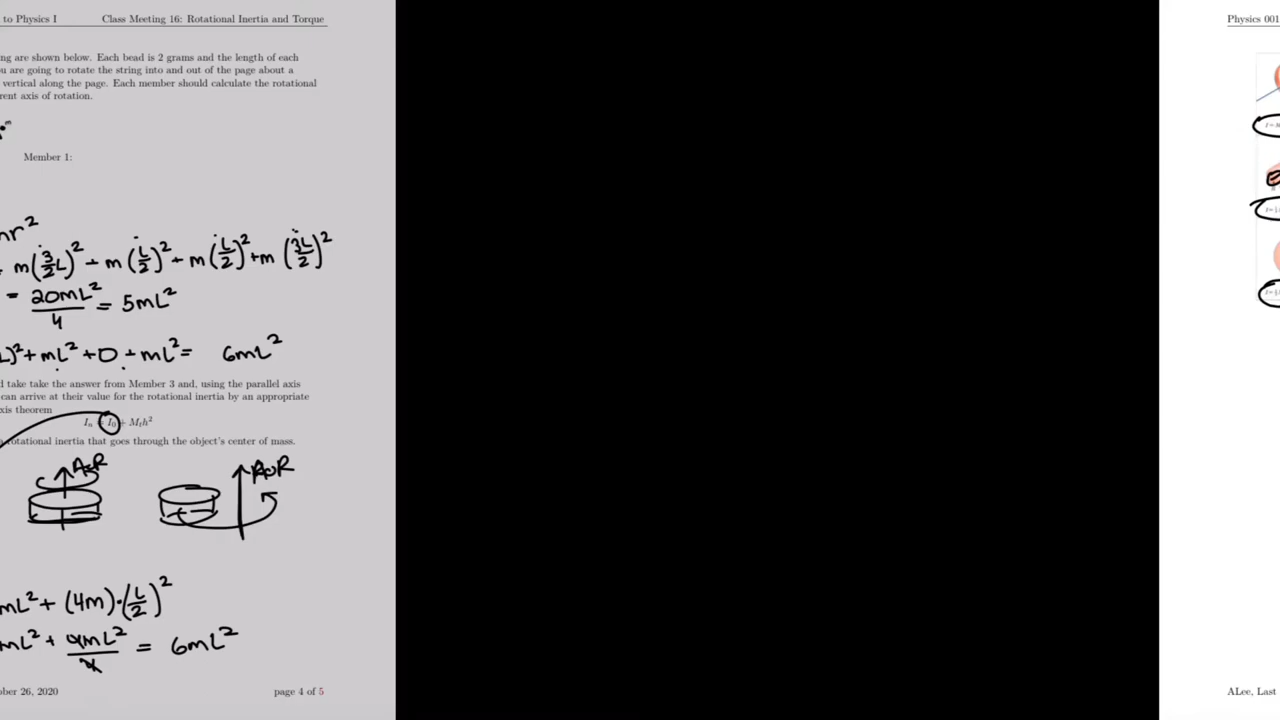 to Physics I Class Meeting 16: Rotational Inertia and Torque
ng are shown below. Each bead is 2 grams and the length of each
u are going to rotate the string into and out of the page about a
vertical along the page. Each member should calculate the rotational
rent axis of rotation.
m
Member 1:
mr²
m(3/2 L)² + m(L/2)² + m(L/2)² + m(3L/2)²
= 20mL²/4 = 5mL²
L)² + mL² + 0 + mL² = 6mL²
d take take the answer from Member 3 and, using the parallel axis
can arrive at their value for the rotational inertia by an appropriate
xis theorem
Iₙ = I₀ + Mₜh²
rotational inertia that goes through the object's center of mass.
AoR AoR
mL² + (4m)·(L/2)²
mL² + 4mL²/4 = 6mL²
ober 26, 2020 page 4 of 5
Physics 001
ALee, Last